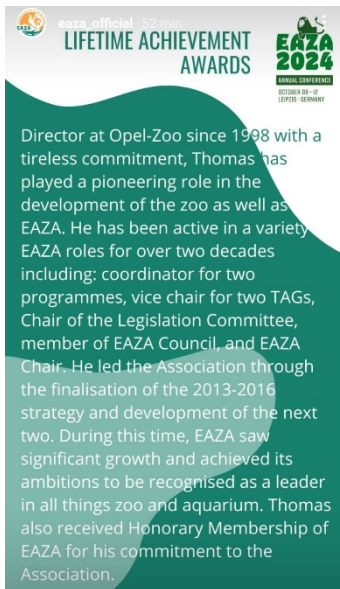 eaza_official 52 min
LIFETIME ACHIEVEMENT
AWARDS
EAZA
2024
ANNUAL CONFERENCE
OCTOBER 08–12
LEIPZIG · GERMANY
Director at Opel-Zoo since 1998 with a
tireless commitment, Thomas has
played a pioneering role in the
development of the zoo as well as
EAZA. He has been active in a variety
EAZA roles for over two decades
including: coordinator for two
programmes, vice chair for two TAGs,
Chair of the Legislation Committee,
member of EAZA Council, and EAZA
Chair. He led the Association through
the finalisation of the 2013-2016
strategy and development of the next
two. During this time, EAZA saw
significant growth and achieved its
ambitions to be recognised as a leader
in all things zoo and aquarium. Thomas
also received Honorary Membership of
EAZA for his commitment to the
Association.